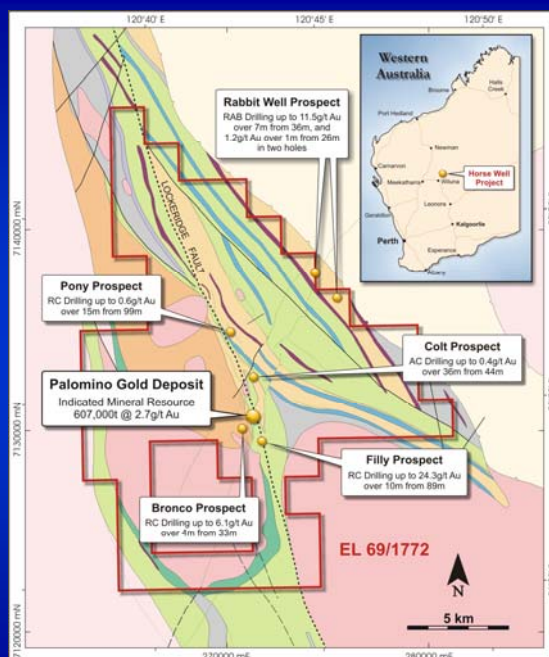 120°40' E
120°45' E
120°50' E
Western
Australia
Broome
Halls
Creek
Port Hedland
Newman
Carnarvon
Meekatharra
Wiluna
Horse Well
Project
Leonora
Geraldton
Kalgoorlie
Perth
Esperance
Albany
Rabbit Well Prospect
RAB Drilling up to 11.5g/t Au
over 7m from 36m, and
1.2g/t Au over 1m from 26m
in two holes
LOCKERIDGE FAULT
7140000 mN
Pony Prospect
RC Drilling up to 0.6g/t Au
over 15m from 99m
Colt Prospect
AC Drilling up to 0.4g/t Au
over 36m from 44m
Palomino Gold Deposit
Indicated Mineral Resource
607,000t @ 2.7g/t Au
7130000 mN
Filly Prospect
RC Drilling up to 24.3g/t Au
over 10m from 89m
Bronco Prospect
RC Drilling up to 6.1g/t Au
over 4m from 33m
EL 69/1772
N
5 km
7120000 mN
270000 mE
280000 mE